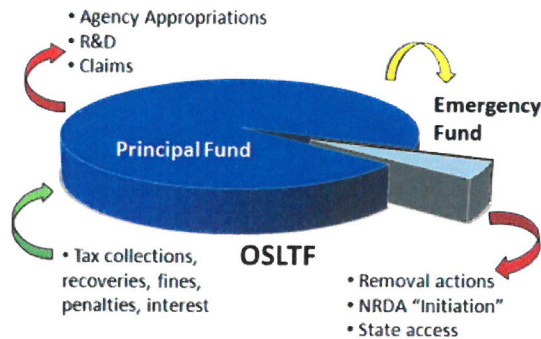 • Agency Appropriations
• R&D
• Claims
Emergency
Fund
Principal Fund
OSLTF
• Tax collections,
recoveries, fines,
penalties, interest
• Removal actions
• NRDA “Initiation”
• State access